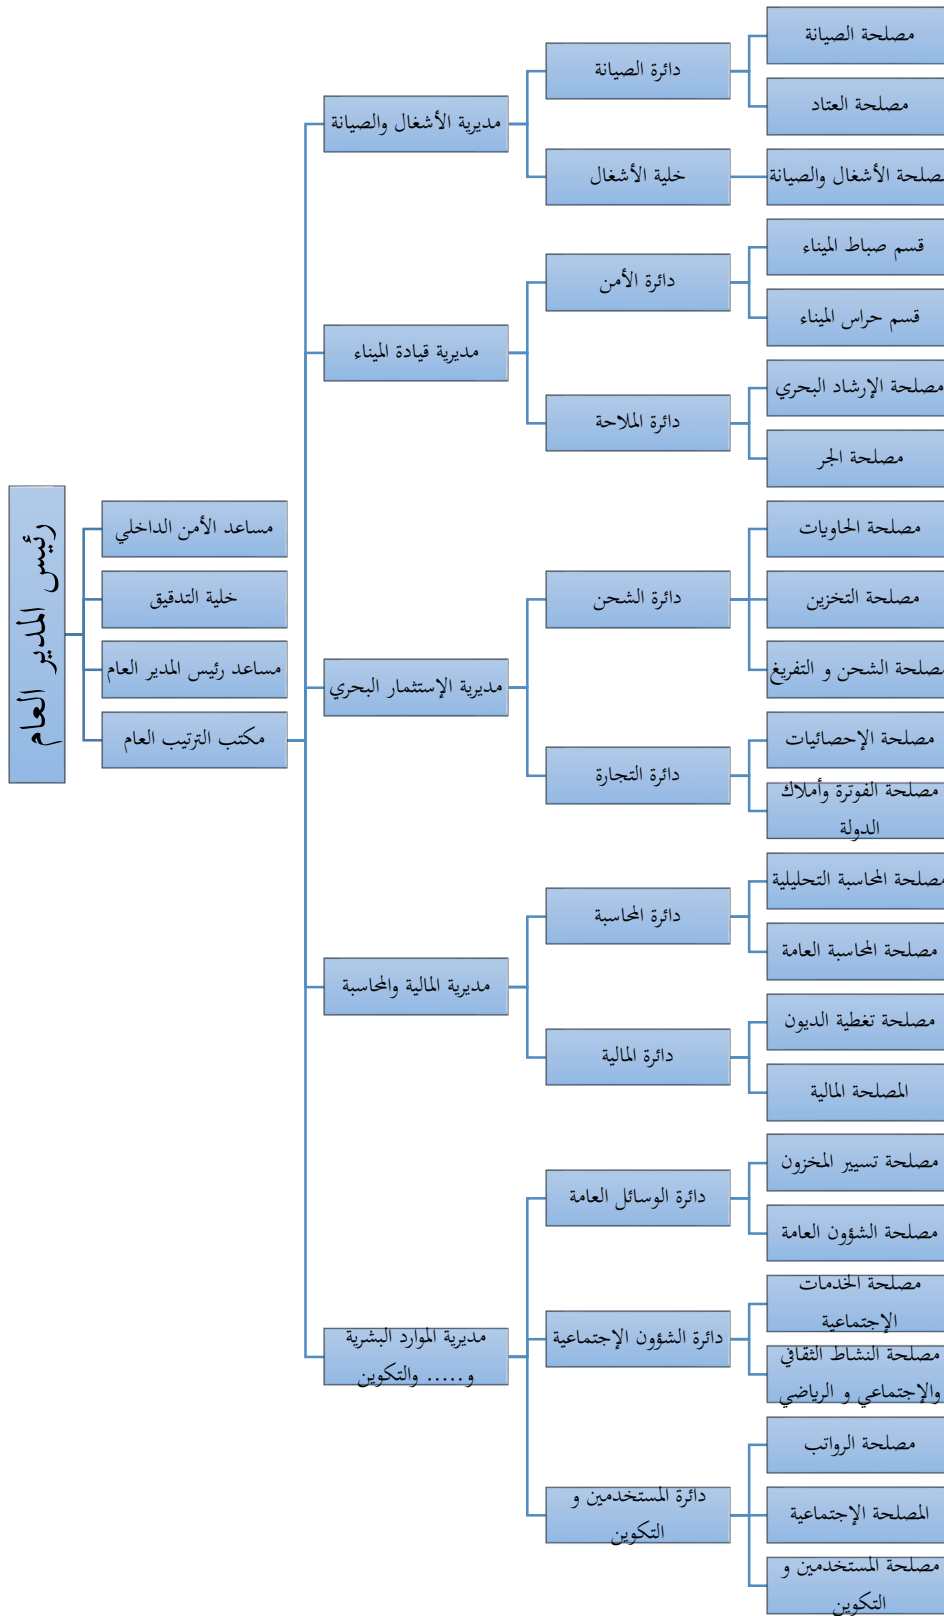 رئيس المدير العام
مساعد الأمن الداخلي
خلية التدقيق
مساعد رئيس المدير العام
مكتب الترتيب العام
مديرية الأشغال والصيانة
دائرة الصيانة
مصلحة الصيانة
مصلحة العتاد
خلية الأشغال
مصلحة الأشغال والصيانة
مديرية قيادة الميناء
دائرة الأمن
قسم صباط الميناء
قسم حراس الميناء
دائرة الملاحة
مصلحة الإرشاد البحري
مصلحة الجر
مديرية الإستثمار البحري
دائرة الشحن
مصلحة الحاويات
مصلحة التخزين
مصلحة الشحن و التفريغ
دائرة التجارة
مصلحة الإحصائيات
مصلحة الفوترة وأملاك
الدولة
مديرية المالية والمحاسبة
دائرة المحاسبة
مصلحة المحاسبة التحليلية
مصلحة المحاسبة العامة
دائرة المالية
مصلحة تغطية الديون
المصلحة المالية
مديرية الموارد البشرية
و..... والتكوين
دائرة الوسائل العامة
مصلحة تسيير المخزون
مصلحة الشؤون العامة
دائرة الشؤون الإجتماعية
مصلحة الخدمات
الإجتماعية
مصلحة النشاط الثقافي
والإجتماعي و الرياضي
دائرة المستخدمين و
التكوين
مصلحة الرواتب
المصلحة الإجتماعية
مصلحة المستخدمين و
التكوين